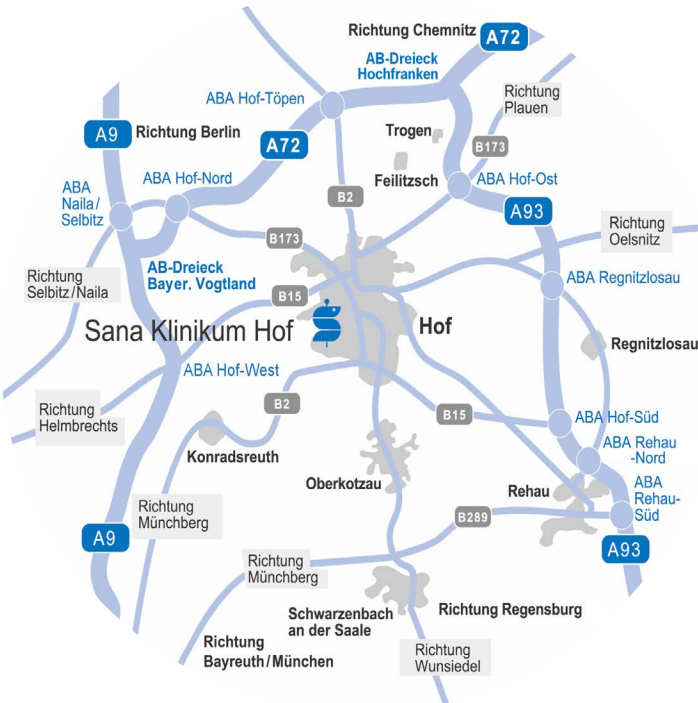 Richtung Chemnitz
A72
AB-Dreieck
Hochfranken
Richtung
Plauen
ABA Hof-Töpen
A9
Richtung Berlin
A72
Trogen
B173
Feilitzsch
ABA
Naila/
Selbitz
ABA Hof-Nord
ABA Hof-Ost
B2
A93
Richtung
Oelsnitz
B173
Richtung
Selbitz/Naila
AB-Dreieck
Bayer. Vogtland
ABA Regnitzlosau
B15
Sana Klinikum Hof
Hof
Regnitzlosau
ABA Hof-West
Richtung
Helmbrechts
B2
B15
ABA Hof-Süd
Konradsreuth
ABA Rehau
-Nord
Oberkotzau
Rehau
ABA
Rehau-
Süd
Richtung
Münchberg
B289
A9
A93
Richtung
Münchberg
Schwarzenbach
an der Saale
Richtung Regensburg
Richtung
Bayreuth/München
Richtung
Wunsiedel